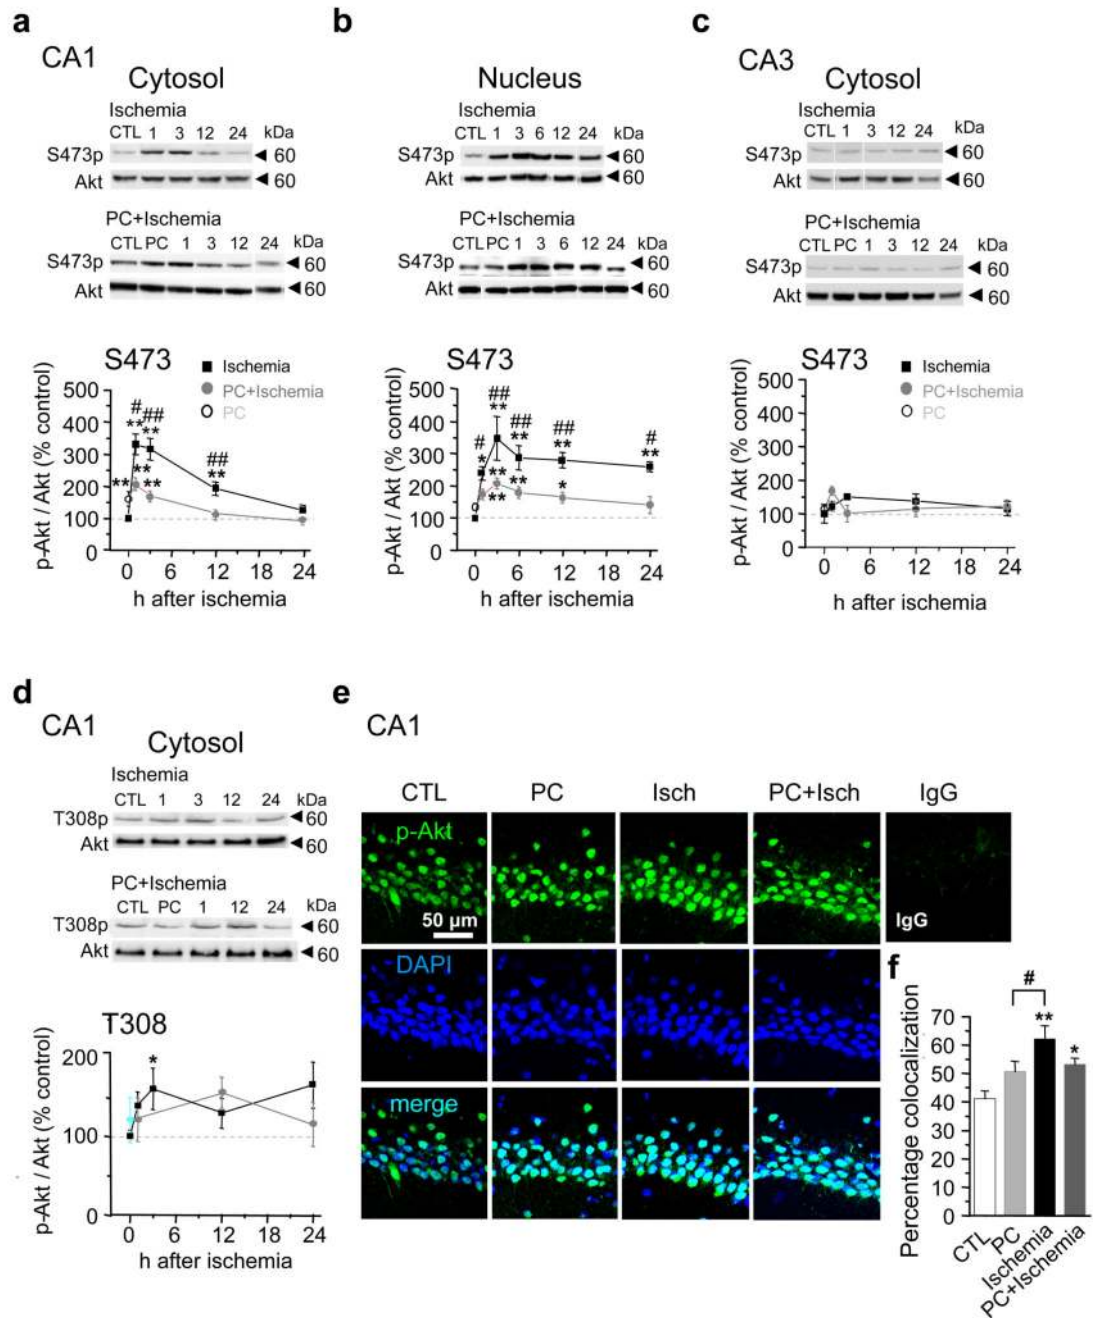 a
CA1
Cytosol
Ischemia
CTL 1 3 12 24 kDa
S473p 60
Akt 60
PC+Ischemia
CTL PC 1 3 12 24 kDa
S473p 60
Akt 60
S473
Ischemia
PC+Ischemia
PC
p-Akt / Akt (% control)
500
400
300
200
100
0
# ##
** **
##
**
** **
**
0 6 12 18 24
h after ischemia
b
Nucleus
Ischemia
CTL 1 3 6 12 24 kDa
S473p 60
Akt 60
PC+Ischemia
CTL PC 1 3 6 12 24 kDa
S473p 60
Akt 60
S473
p-Akt / Akt (% control)
500
400
300
200
100
0
##
**
## ## #
** ** **
#
*
**
** ** *
0 6 12 18 24
h after ischemia
c
CA3
Cytosol
Ischemia
CTL 1 3 12 24 kDa
S473p 60
Akt 60
PC+Ischemia
CTL PC 1 3 12 24 kDa
S473p 60
Akt 60
S473
Ischemia
PC+Ischemia
PC
p-Akt / Akt (% control)
500
400
300
200
100
0
0 6 12 18 24
h after ischemia
d
CA1
Cytosol
Ischemia
CTL 1 3 12 24 kDa
T308p 60
Akt 60
PC+Ischemia
CTL PC 1 12 24 kDa
T308p 60
Akt 60
T308
p-Akt / Akt (% control)
200
100
0
*
0 6 12 18 24
h after ischemia
e
CA1
CTL PC Isch PC+Isch IgG
p-Akt
50 µm
IgG
DAPI
merge
f
Percentage colocalization
70
60
50
40
30
20
10
0
#
**
*
CTL
PC
Ischemia
PC+Ischemia